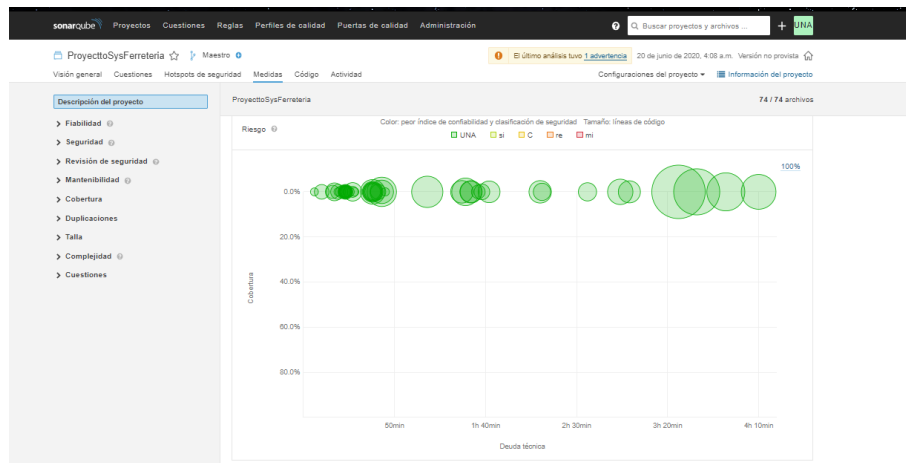 sonarqube Proyectos Cuestiones Reglas Perfiles de calidad Puertas de calidad Administración Buscar proyectos y archivos ... UNA
ProyecttoSysFerreteria Maestro El último análisis tuvo 1 advertencia 20 de junio de 2020, 4:08 a.m. Versión no provista
Visión general Cuestiones Hotspots de seguridad Medidas Código Actividad Configuraciones del proyecto Información del proyecto
Descripción del proyecto
Fiabilidad
Seguridad
Revisión de seguridad
Mantenibilidad
Cobertura
Duplicaciones
Talla
Complejidad
Cuestiones
ProyecttoSysFerreteria 74 / 74 archivos
Riesgo Color: peor índice de confiabilidad y clasificación de seguridad Tamaño: líneas de código
UNA si C re mi
100%
0.0%
20.0%
40.0%
60.0%
80.0%
Cobertura
50min 1h 40min 2h 30min 3h 20min 4h 10min
Deuda técnica